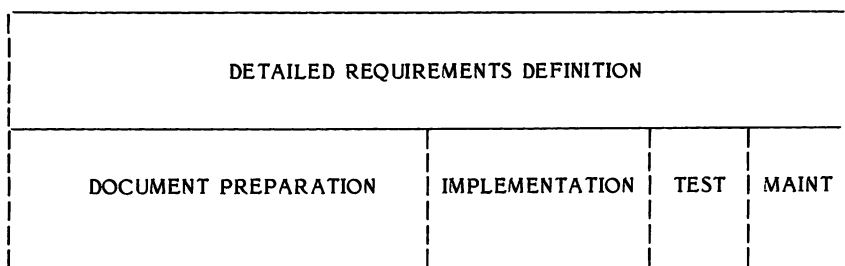 DETAILED REQUIREMENTS DEFINITION
DOCUMENT PREPARATION IMPLEMENTATION TEST MAINT